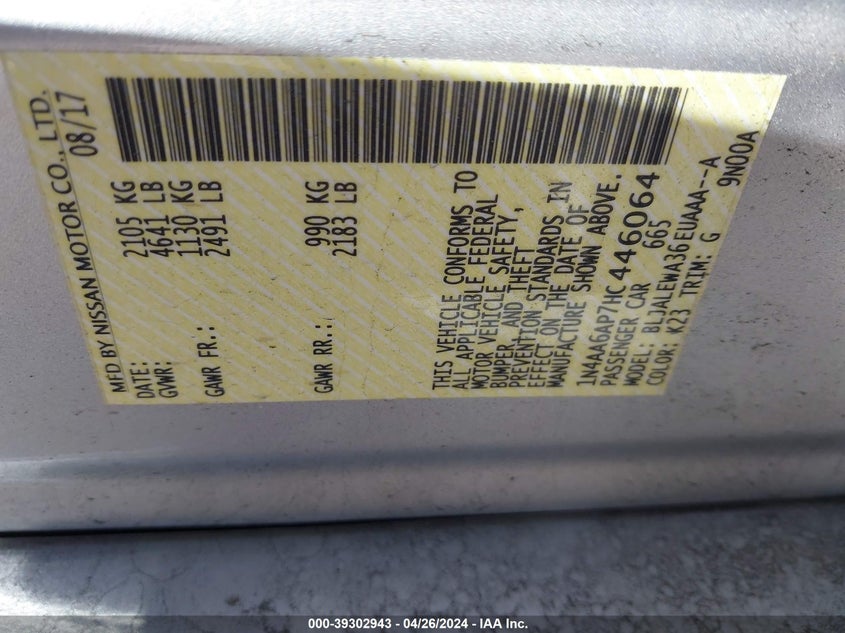 MFD BY NISSAN MOTOR CO., LTD.
DATE: 08/17
GVWR: 2105 KG
4641 LB
GAWR FR.: 1130 KG
2491 LB
GAWR RR.: 990 KG
2183 LB
THIS VEHICLE CONFORMS TO
ALL APPLICABLE FEDERAL
MOTOR VEHICLE SAFETY,
BUMPER, AND THEFT
PREVENTION STANDARDS IN
EFFECT ON THE DATE OF
MANUFACTURE SHOWN ABOVE.
1N4AA6AP7HC446064
PASSENGER CAR 665
MODEL: BLJALEWA36EUAAA--A
COLOR: K23 TRIM: G 9N00A
000-39302943 - 04/26/2024 - IAA Inc.